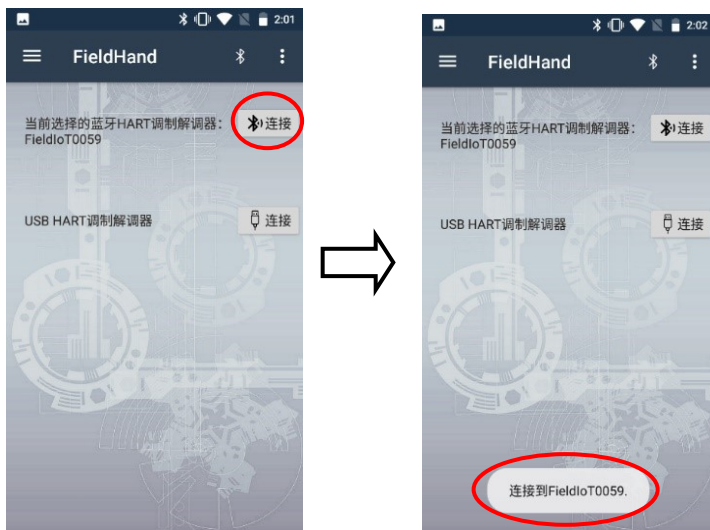 2:01
FieldHand
当前选择的蓝牙HART调制解调器：
FieldIoT0059
连接
USB HART调制解调器
连接
2:02
FieldHand
当前选择的蓝牙HART调制解调器：
FieldIoT0059
连接
USB HART调制解调器
连接
连接到FieldIoT0059.